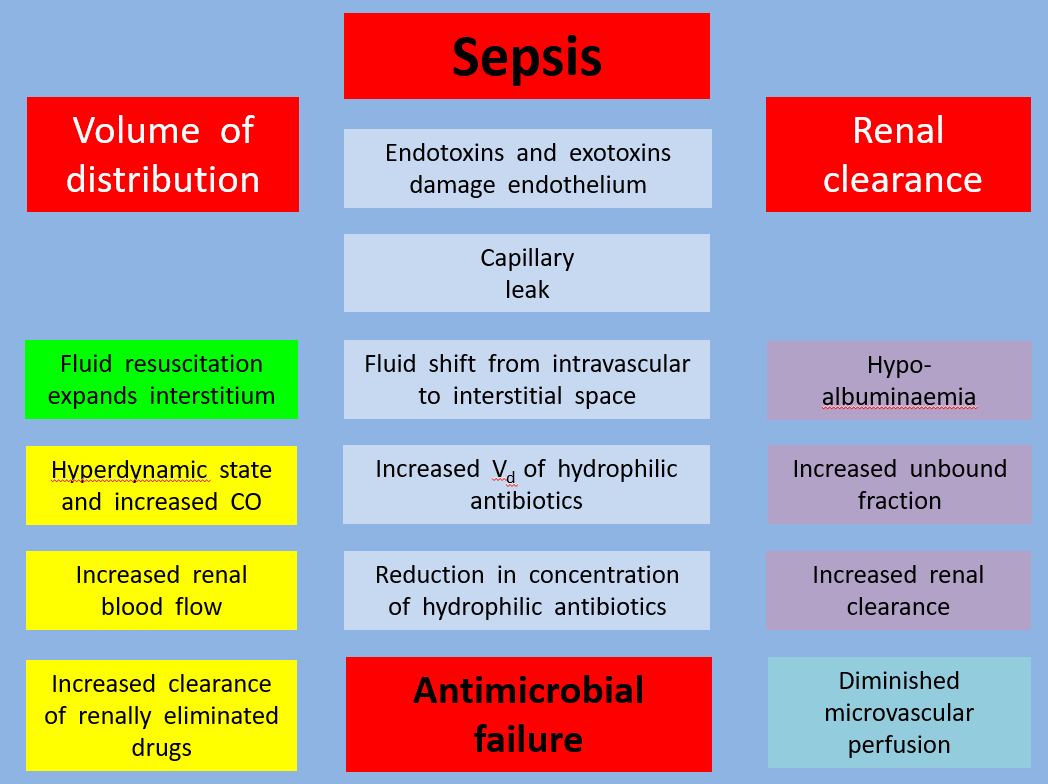 Sepsis
Volume of
distribution
Renal
clearance
Endotoxins and exotoxins
damage endothelium
Capillary
leak
Fluid resuscitation
expands interstitium
Fluid shift from intravascular
to interstitial space
Hypo-
albuminaemia
Hyperdynamic state
and increased CO
Increased Vd of hydrophilic
antibiotics
Increased unbound
fraction
Increased renal
blood flow
Reduction in concentration
of hydrophilic antibiotics
Increased renal
clearance
Increased clearance
of renally eliminated
drugs
Antimicrobial
failure
Diminished
microvascular
perfusion